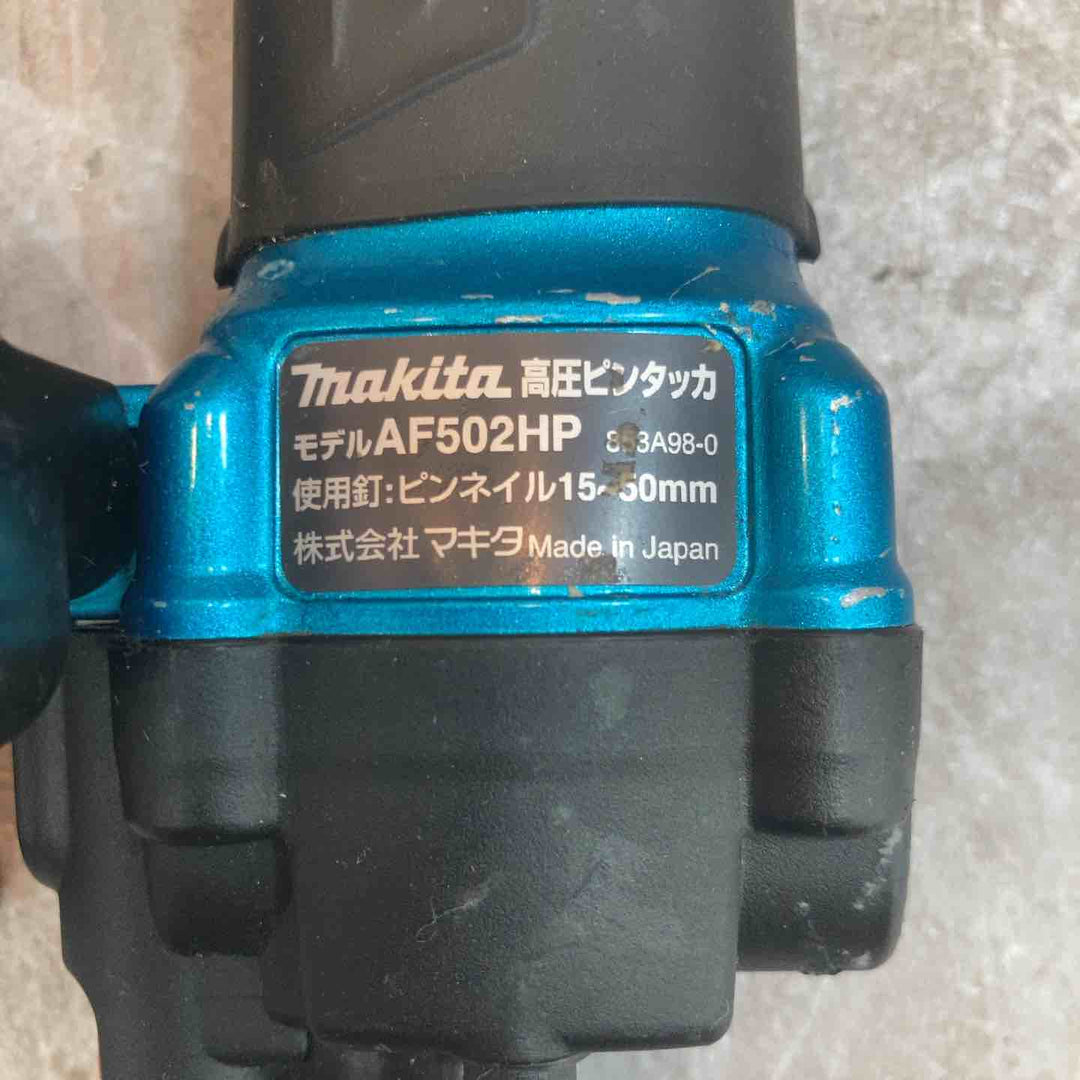 makita 高圧ピンタッカ
モデルAF502HP
使用釘:ピンネイル15~50mm
株式会社マキタ Made in Japan